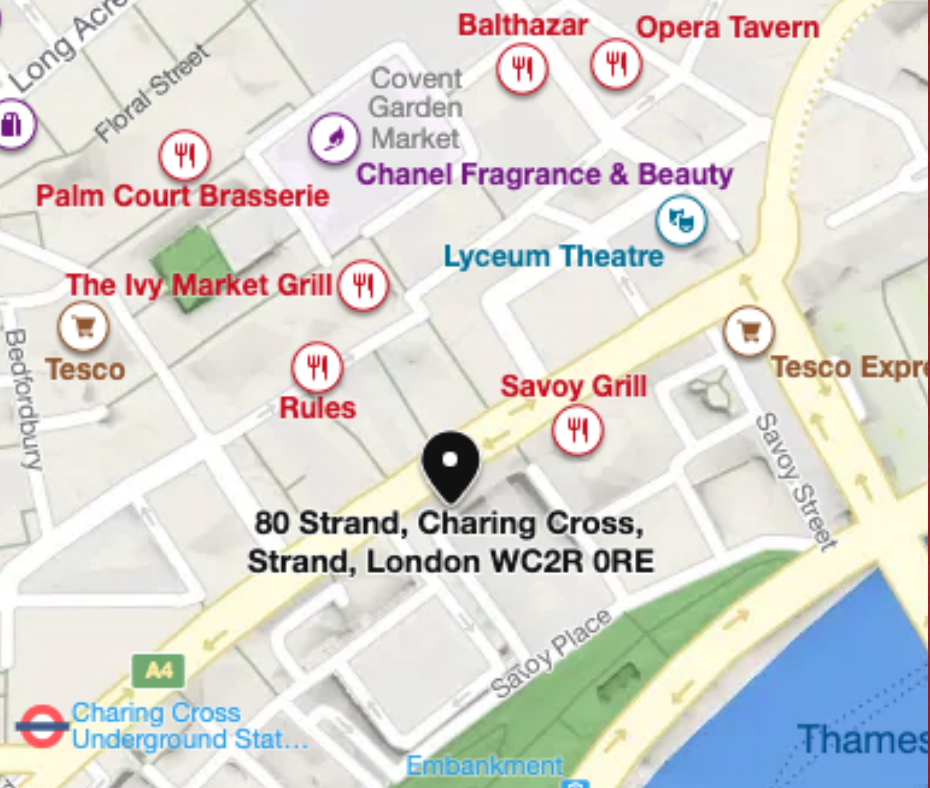 Balthazar
Opera Tavern
Long Acre
Floral Street
Covent
Garden
Market
Chanel Fragrance & Beauty
Palm Court Brasserie
Lyceum Theatre
The Ivy Market Grill
Tesco
Bedfordbury
Rules
Savoy Grill
Tesco Expre
Savoy Street
80 Strand, Charing Cross,
Strand, London WC2R 0RE
Savoy Place
A4
Charing Cross
Underground Stat...
Embankment
Thames